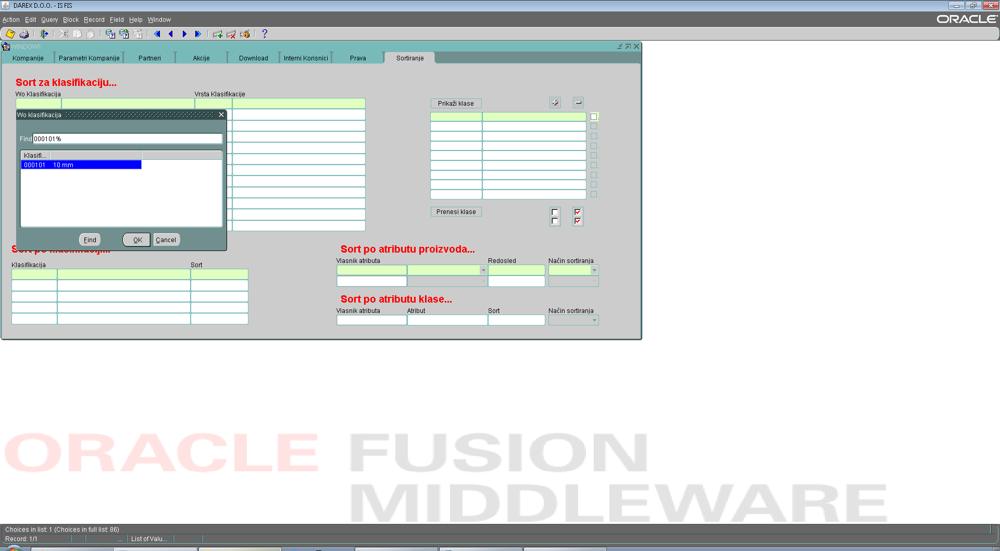 DAREX D.O.O. - IS FIS
Action Edit Query Block Record Field Help Window
ORACLE
WINDOW1
Kompanije Parametri Kompanije Partneri Akcije Download Interni Korisnici Prava Sortiranje
Sort za klasifikaciju...
Wo Klasifikacija Vrsta Klasifikacije
Prikaži klase
Wo klasifikacija
Find 000101%
Klasifi...
000101 10 mm
Find OK Cancel
Prenesi klase
Sort po klasifikaciji...
Klasifikacija Sort
Sort po atributu proizvoda...
Vlasnik atributa Redosled Način sortiranja
Sort po atributu klase...
Vlasnik atributa Atribut Sort Način sortiranja
ORACLE FUSION
MIDDLEWARE
Choices in list: 1 (Choices in full list: 86)
Record: 1/1 ... List of Valu...